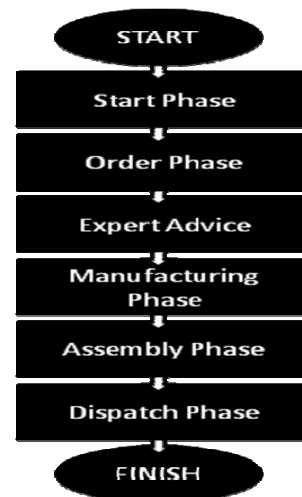 START
Start Phase
Order Phase
Expert Advice
Manufacturing
Phase
Assembly Phase
Dispatch Phase
FINISH